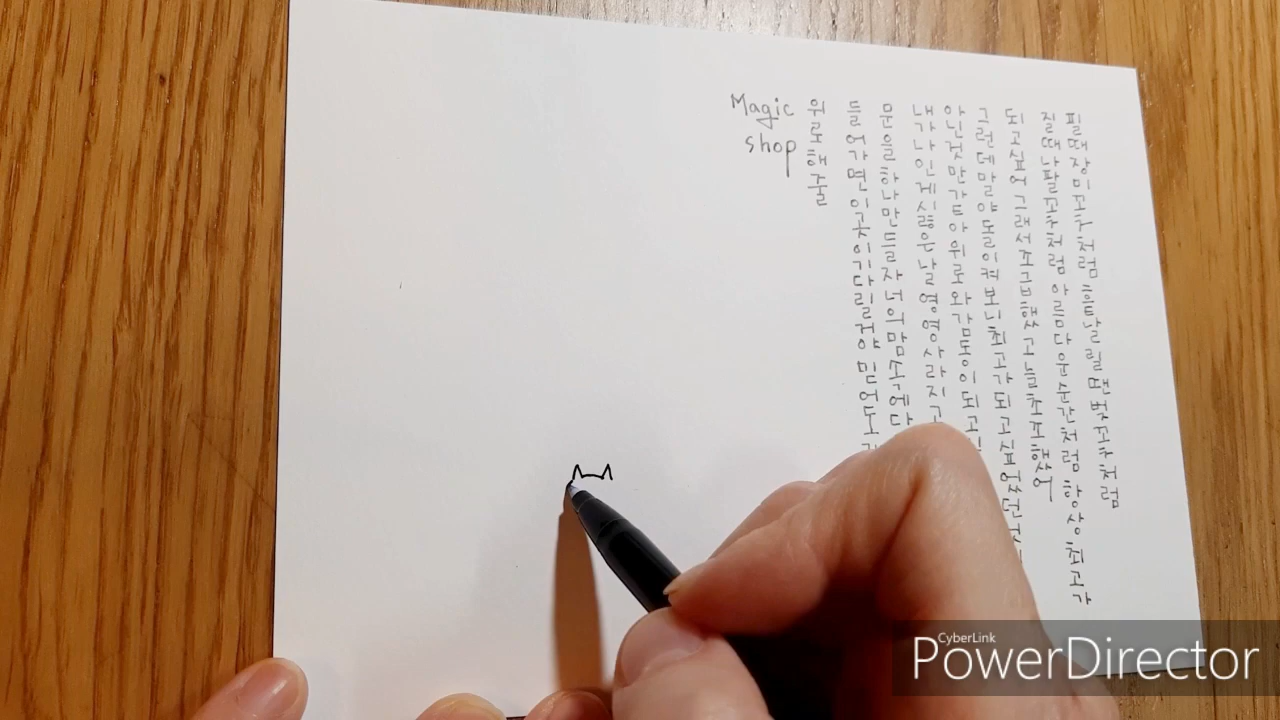 필때장미꽃처럼 흩날릴땐벚꽃처럼
질때나팔꽃처럼 아름다운순간처럼 항상 최고가
되고싶어 그래서조급했고늘초조했어
그런데말야돌이켜보니최고가되고싶었던것
아닌것만같아위로와감동이되고
내가나인게싫은날영영사라지고
문을하나만들자너의맘속에다
들어가면이곳이기다릴거야믿어도
위로해줄
Magic
shop
CyberLink
PowerDirector